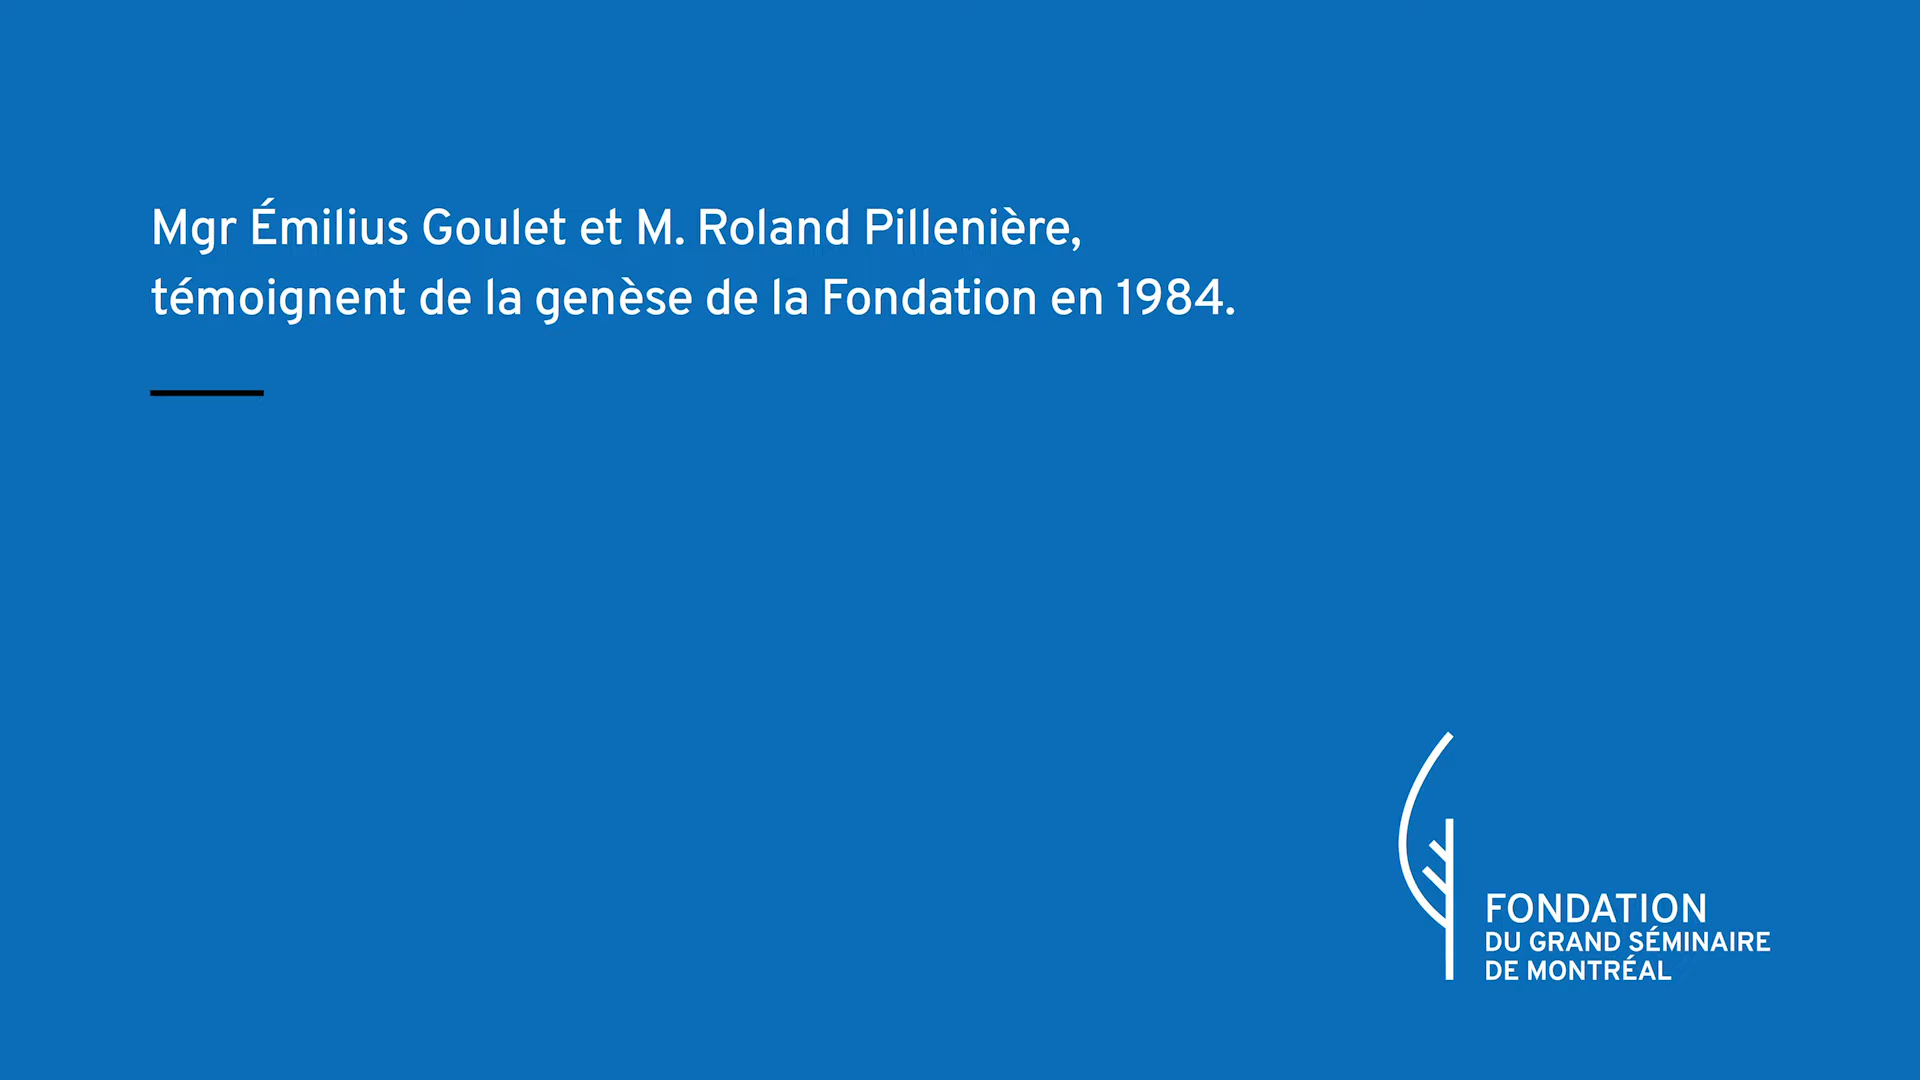 Mgr Émilius Goulet et M. Roland Pillenière,
témoignent de la genèse de la Fondation en 1984.
FONDATION
DU GRAND SÉMINAIRE
DE MONTRÉAL